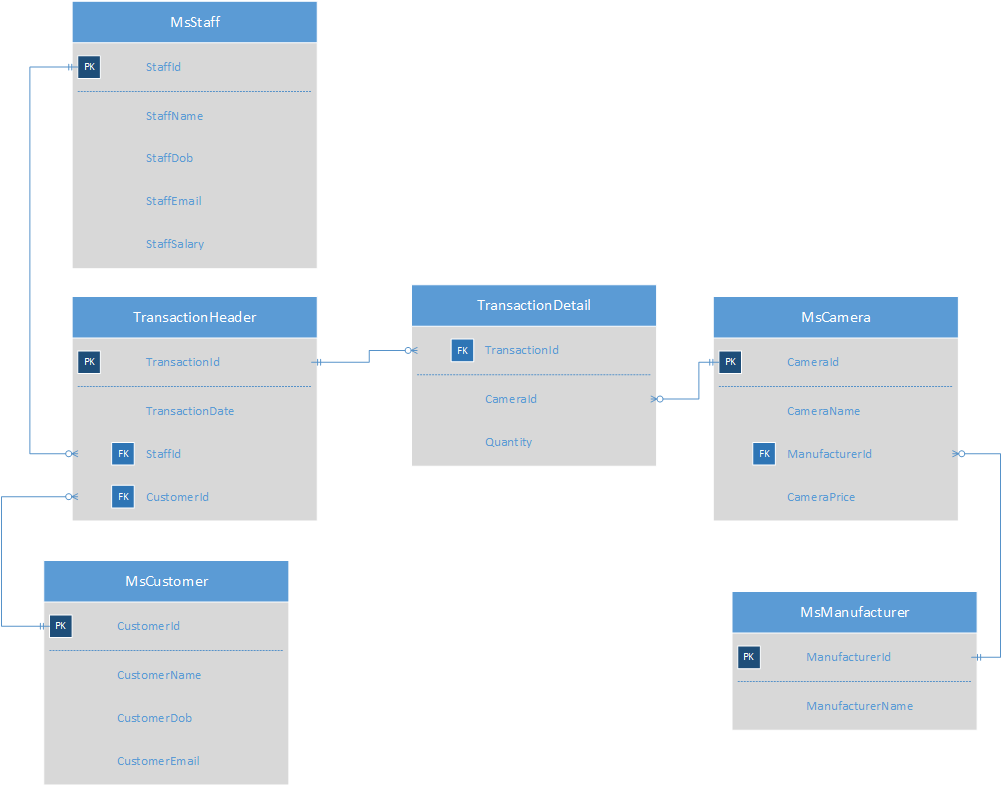 MsStaff
PK StaffId
StaffName
StaffDob
StaffEmail
StaffSalary
TransactionHeader
PK TransactionId
TransactionDate
FK StaffId
FK CustomerId
TransactionDetail
FK TransactionId
CameraId
Quantity
MsCamera
PK CameraId
CameraName
FK ManufacturerId
CameraPrice
MsCustomer
PK CustomerId
CustomerName
CustomerDob
CustomerEmail
MsManufacturer
PK ManufacturerId
ManufacturerName